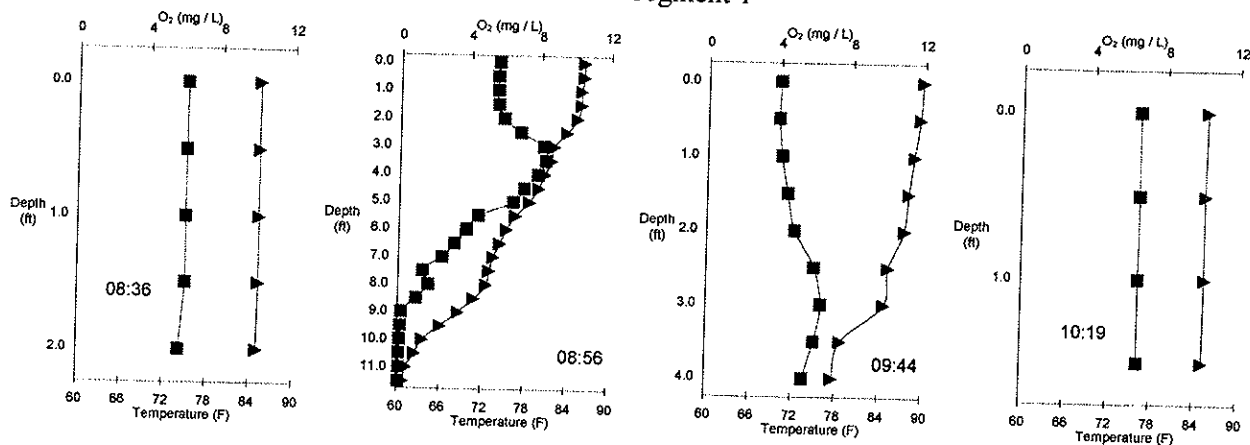 egment 4
O₂ (mg / L)
0 4 8 12
0.0
1.0
2.0
Depth
(ft)
08:36
60 66 72 78 84 90
Temperature (F)
O₂ (mg / L)
0 4 8 12
0.0
1.0
2.0
3.0
4.0
5.0
6.0
7.0
8.0
9.0
10.0
11.0
Depth
(ft)
08:56
60 66 72 78 84 90
Temperature (F)
O₂ (mg / L)
0 4 8 12
0.0
1.0
2.0
3.0
4.0
Depth
(ft)
09:44
60 66 72 78 84 90
Temperature (F)
O₂ (mg / L)
0 4 8 12
0.0
1.0
Depth
(ft)
10:19
60 66 72 78 84 90
Temperature (F)